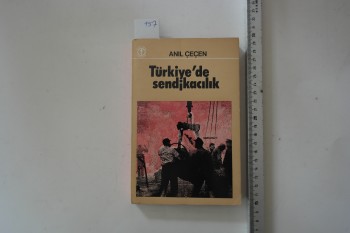 ANIL ÇEÇEN
Türkiye'de
sendikacılık